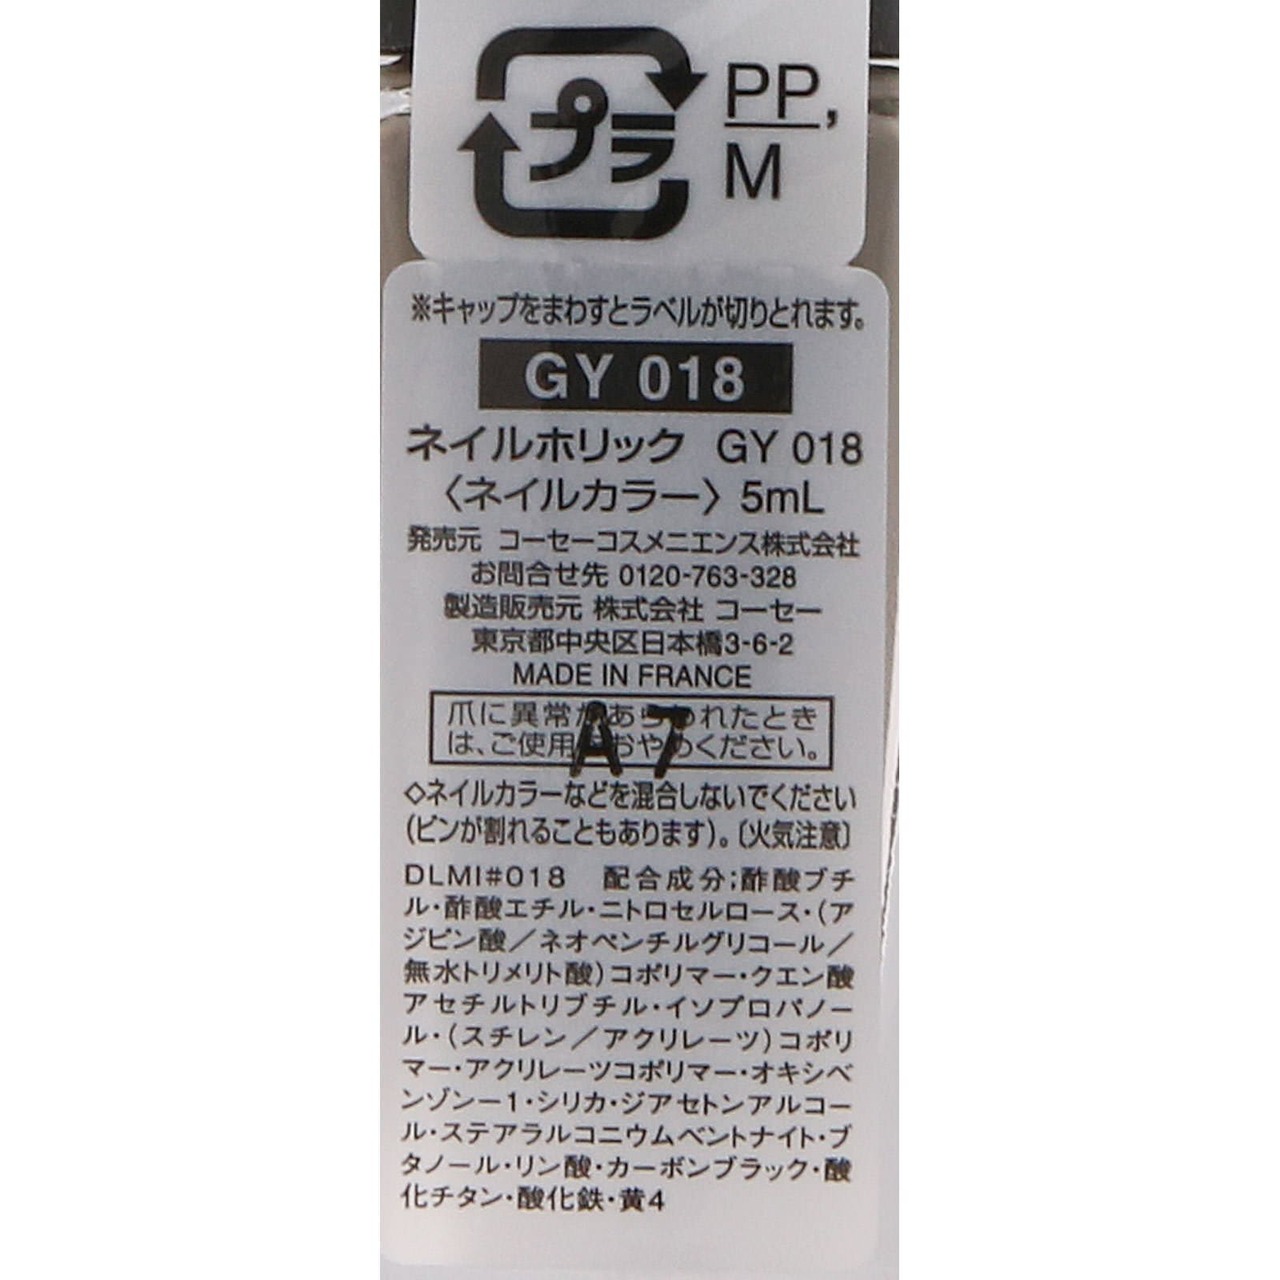 プラ
PP,
M
※キャップをまわすとラベルが切りとれます。
GY 018
ネイルホリック GY 018
〈ネイルカラー〉5mL
発売元 コーセーコスメニエンス株式会社
お問合せ先 0120-763-328
製造販売元 株式会社 コーセー
東京都中央区日本橋3-6-2
MADE IN FRANCE
爪に異常があらわれたとき
は、ご使用をおやめください。
A7
◇ネイルカラーなどを混合しないでください
(ビンが割れることもあります)。〔火気注意〕
DLMI#018 配合成分;酢酸ブチ
ル・酢酸エチル・ニトロセルロース・(ア
ジピン酸/ネオペンチルグリコール/
無水トリメリト酸)コポリマー・クエン酸
アセチルトリブチル・イソプロパノー
ル・(スチレン/アクリレーツ)コポリ
マー・アクリレーツコポリマー・オキシベ
ンゾン-1・シリカ・ジアセトンアルコー
ル・ステアラルコニウムベントナイト・ブ
タノール・リン酸・カーボンブラック・酸
化チタン・酸化鉄・黄4